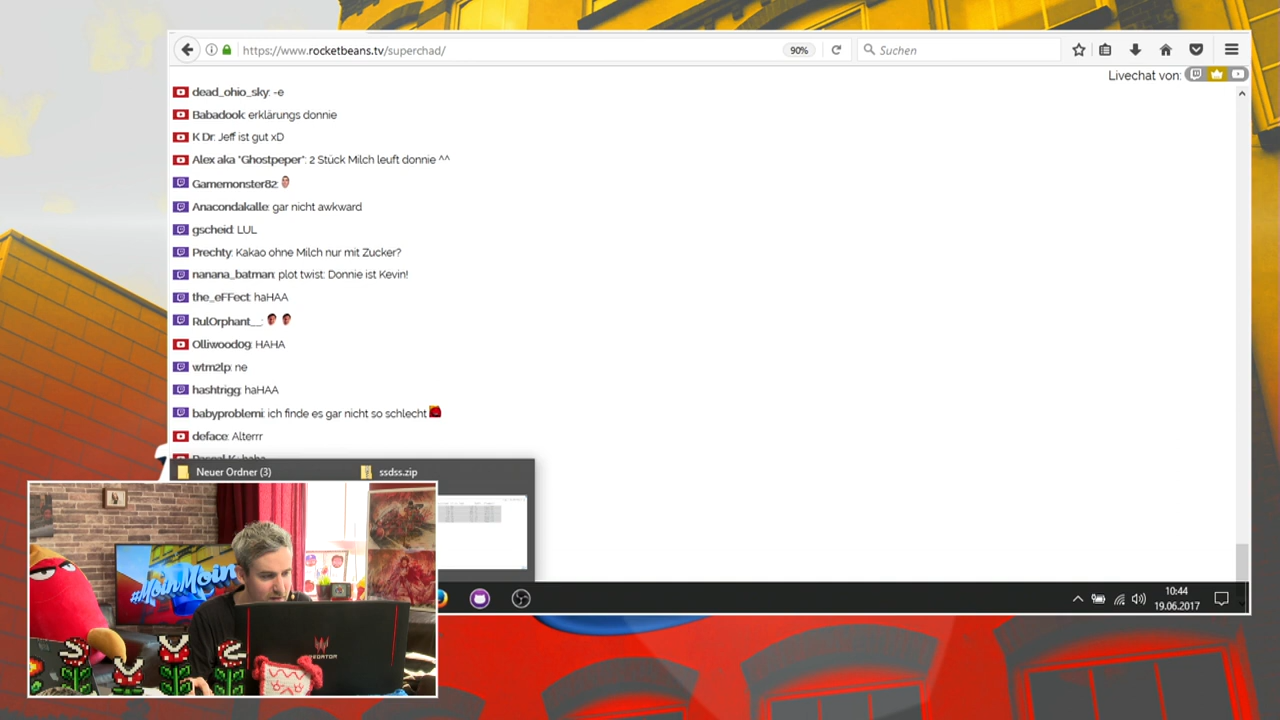 https://www.rocketbeans.tv/superchad/
90%
Suchen
Livechat von:
dead_ohio_sky: -e
Babadook: erklärungs donnie
K Dr: Jeff ist gut xD
Alex aka "Ghostpeper": 2 Stück Milch leuft donnie ^^
Gamemonster82:
Anacondakalle: gar nicht awkward
gscheid: LUL
Prechty: Kakao ohne Milch nur mit Zucker?
nanana_batman: plot twist: Donnie ist Kevin!
the_eFFect: haHAA
RulOrphant__:
Olliwood09: HAHA
wtm2lp: ne
hashtrigg: haHAA
babyproblemi: ich finde es gar nicht so schlecht
deface: Alterrr
Pascal K: haha
Neuer Ordner (3)
ssdss.zip
#MoinMoin
PREDATOR
10:44
19.06.2017